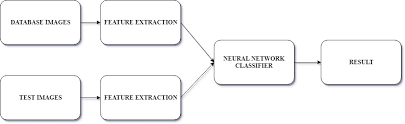 DATABASE IMAGES
FEATURE EXTRACTION
NEURAL NETWORK
CLASSIFIER
RESULT
TEST IMAGES
FEATURE EXTRACTION